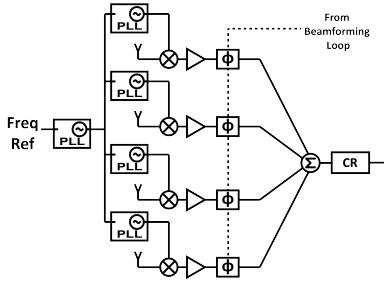 PLL
From
Beamforming
Loop
Φ
PLL
Φ
Freq
Ref
PLL
Σ
CR
PLL
Φ
PLL
Φ